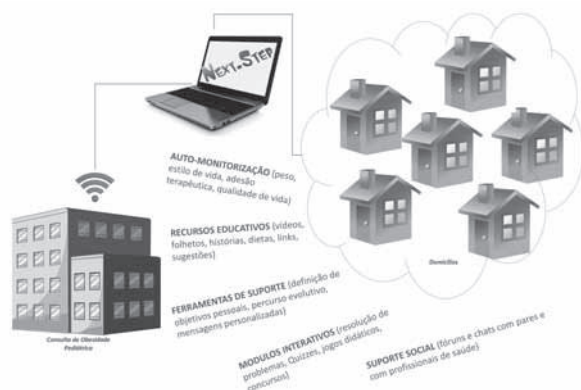 NEXT.STEP
AUTO-MONITORIZAÇÃO (peso,
estilo de vida, adesão
terapêutica, qualidade de vida)
RECURSOS EDUCATIVOS (vídeos,
folhetos, histórias, dietas, links,
sugestões)
FERRAMENTAS DE SUPORTE (definição de
objetivos pessoais, percurso evolutivo,
mensagens personalizadas)
MODULOS INTERATIVOS (resolução de
problemas, Quizzes, jogos didáticos,
concursos)
SUPORTE SOCIAL (fóruns e chats com pares e
com profissionais de saúde)
Domicílios
Consulta de Obesidade
Pediátrica